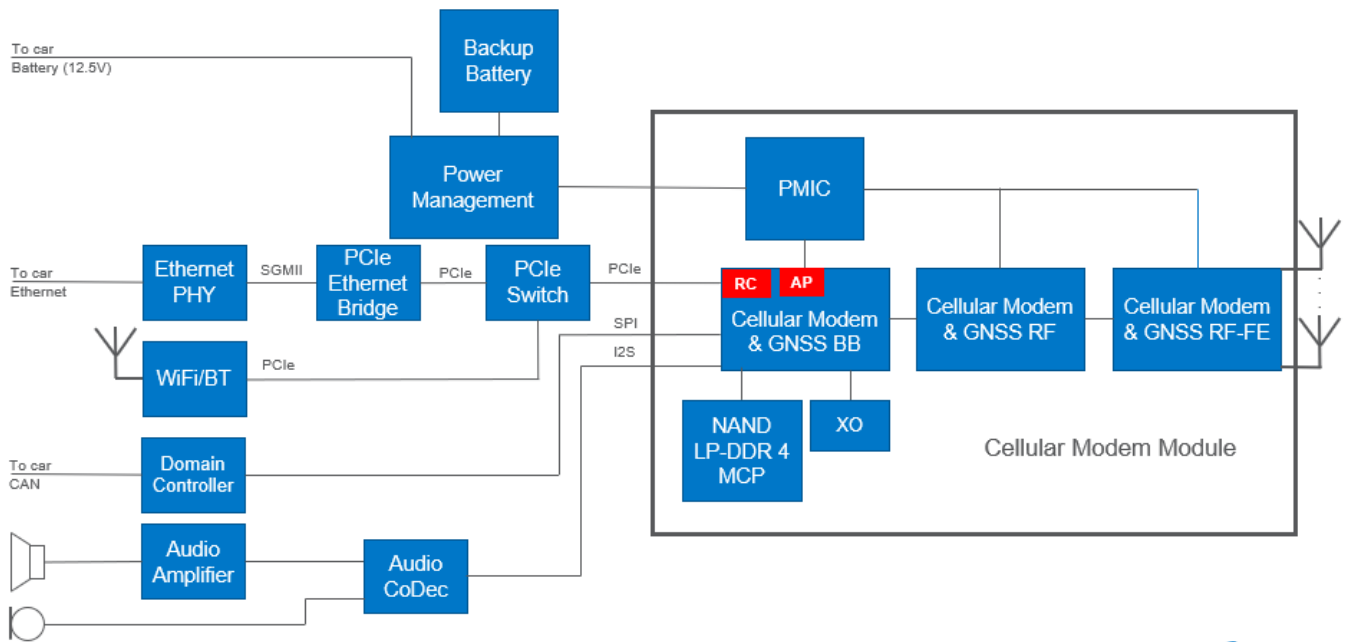 To car
Battery (12.5V)
Backup
Battery
Power
Management
PMIC
To car
Ethernet
Ethernet
PHY
SGMII
PCIe
Ethernet
Bridge
PCIe
PCIe
Switch
PCIe
RC
AP
Cellular Modem
& GNSS BB
Cellular Modem
& GNSS RF
Cellular Modem
& GNSS RF-FE
SPI
I2S
WiFi/BT
PCIe
NAND
LP-DDR 4
MCP
XO
Cellular Modem Module
To car
CAN
Domain
Controller
Audio
Amplifier
Audio
CoDec